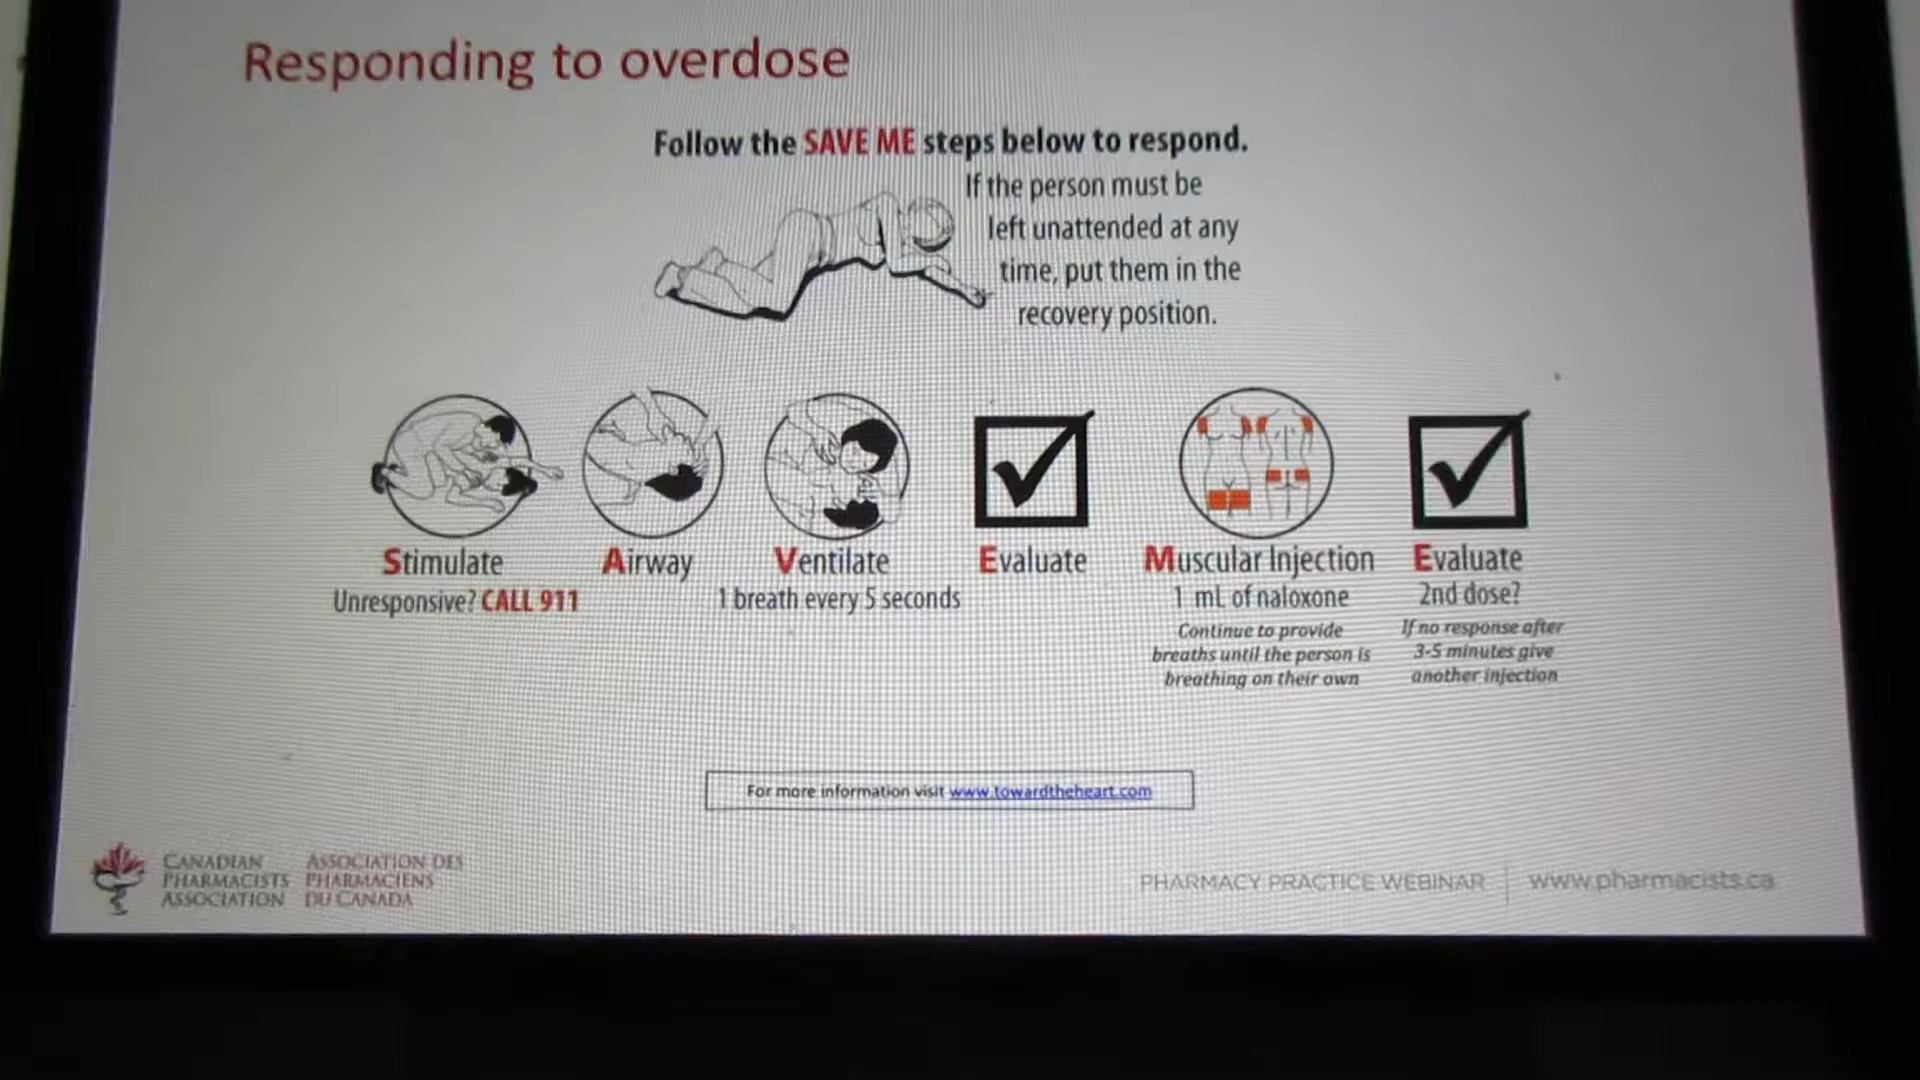 Responding to overdose
Follow the SAVE ME steps below to respond.
If the person must be
left unattended at any
time, put them in the
recovery position.
Stimulate
Unresponsive? CALL 911
Airway
Ventilate
1 breath every 5 seconds
Evaluate
Muscular Injection
1 mL of naloxone
Continue to provide
breaths until the person is
breathing on their own
Evaluate
2nd dose?
If no response after
3-5 minutes give
another injection
For more information visit www.towardtheheart.com
CANADIAN
PHARMACISTS
ASSOCIATION
ASSOCIATION DES
PHARMACIENS
DU CANADA
PHARMACY PRACTICE WEBINAR | www.pharmacists.ca